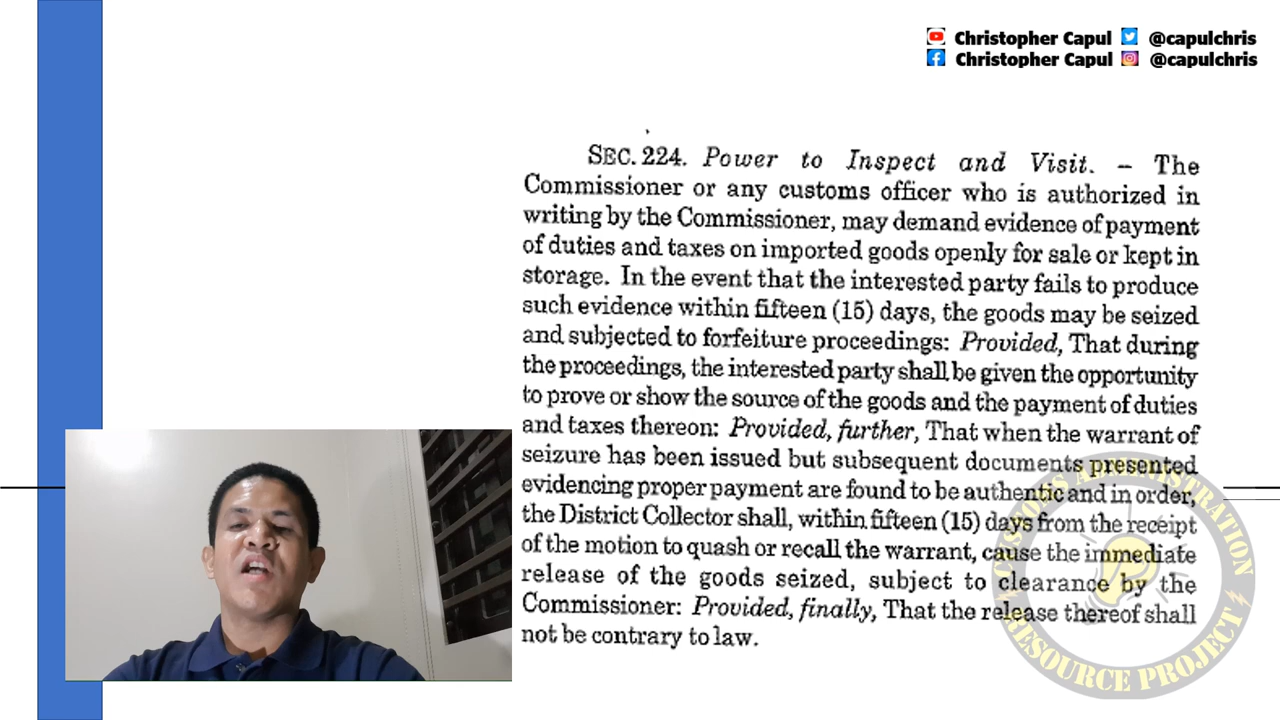 Christopher Capul @capulchris
Christopher Capul @capulchris
SEC. 224. Power to Inspect and Visit. – The
Commissioner or any customs officer who is authorized in
writing by the Commissioner, may demand evidence of payment
of duties and taxes on imported goods openly for sale or kept in
storage. In the event that the interested party fails to produce
such evidence within fifteen (15) days, the goods may be seized
and subjected to forfeiture proceedings: Provided, That during
the proceedings, the interested party shall be given the opportunity
to prove or show the source of the goods and the payment of duties
and taxes thereon: Provided, further, That when the warrant of
seizure has been issued but subsequent documents presented
evidencing proper payment are found to be authentic and in order,
the District Collector shall, within fifteen (15) days from the receipt
of the motion to quash or recall the warrant, cause the immediate
release of the goods seized, subject to clearance by the
Commissioner: Provided, finally, That the release thereof shall
not be contrary to law.
CUSTOMS ADMINISTRATION
RESOURCE PROJECT